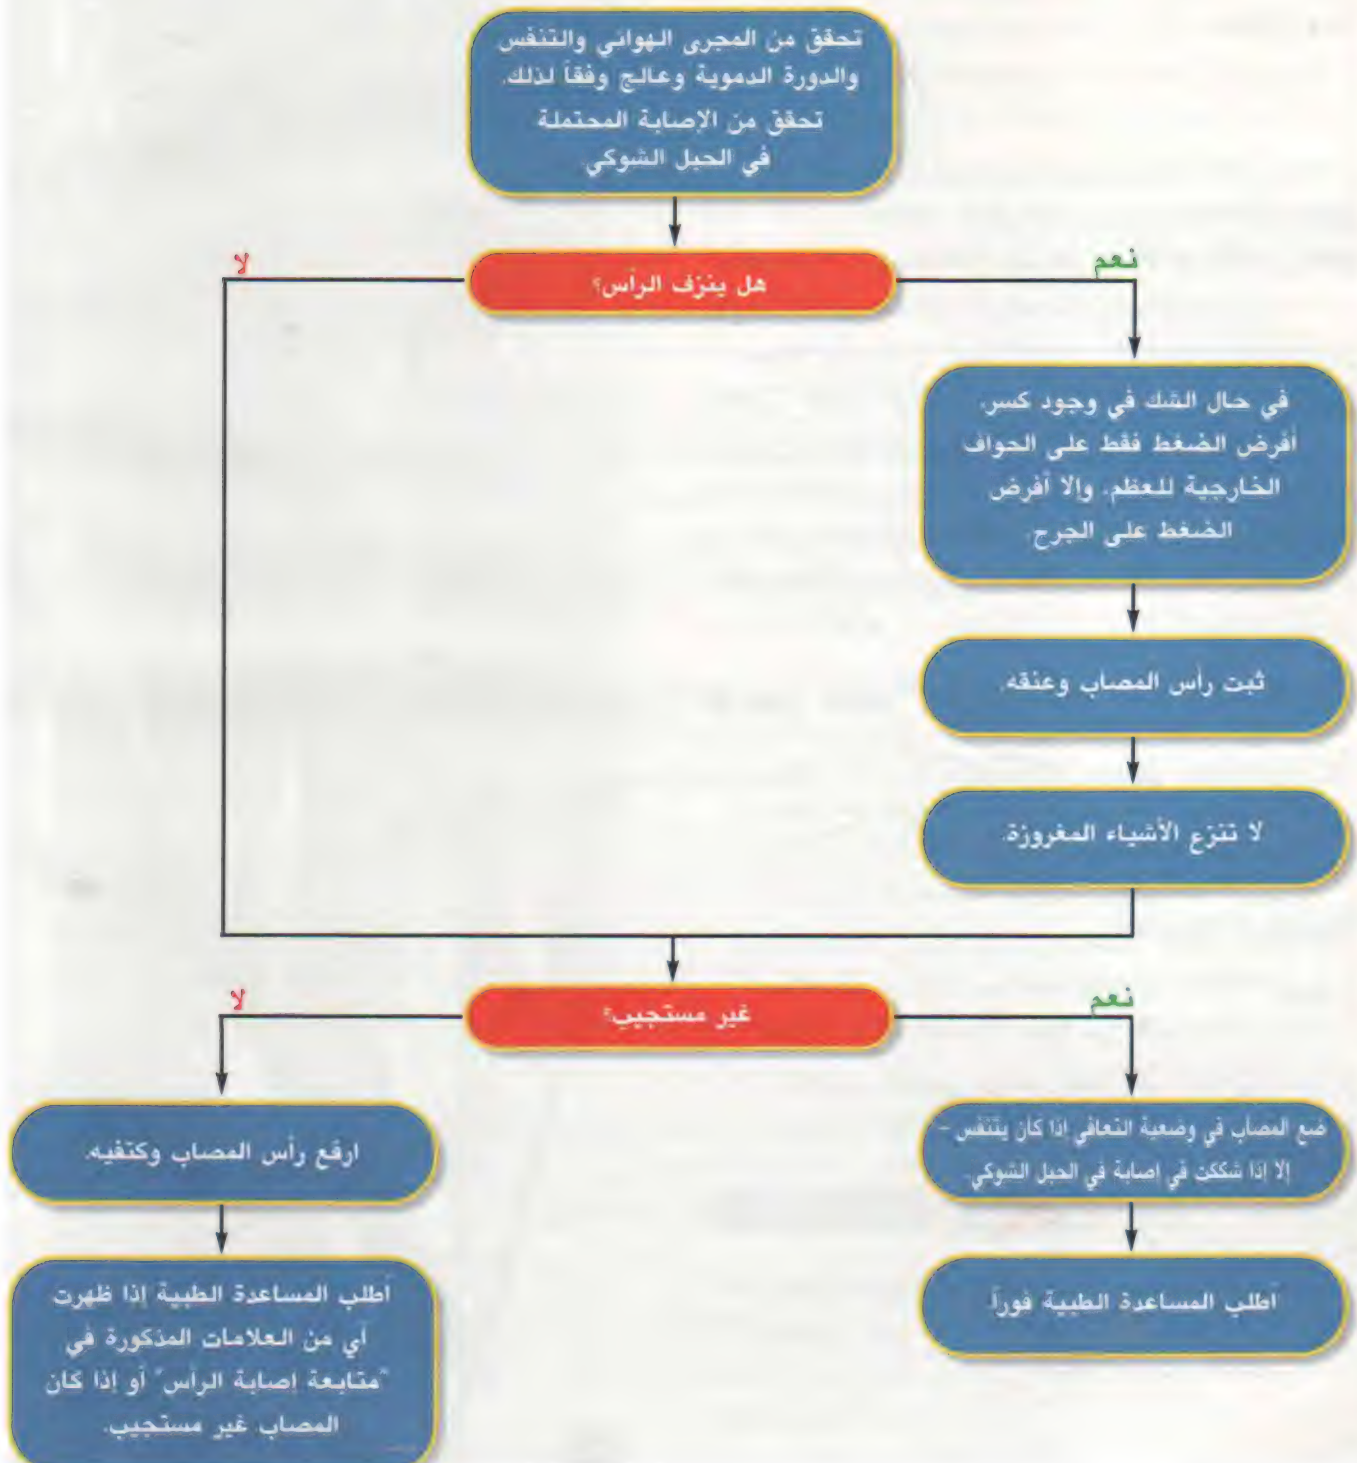 تحقق من المجرى الهوائي والتنفس
والدورة الدموية وعالج وفقاً لذلك.
تحقق من الإصابة المحتملة
في الحبل الشوكي.
هل ينزف الرأس؟
نعم
لا
في حال الشك في وجود كسر،
أفرض الضغط فقط على الحواف
الخارجية للعظم، وإلا أفرض
الضغط على الجرح.
ثبت رأس المصاب وعنقه.
لا تنزع الأشياء المغروزة.
غير مستجيب؟
نعم
لا
ضع المصاب في وضعية التعافي إذا كان يتنفس -
إلا إذا شككت في إصابة في الحبل الشوكي.
أطلب المساعدة الطبية فوراً.
ارفع رأس المصاب وكتفيه.
أطلب المساعدة الطبية إذا ظهرت
أي من العلامات المذكورة في
"متابعة إصابة الرأس" أو إذا كان
المصاب غير مستجيب.